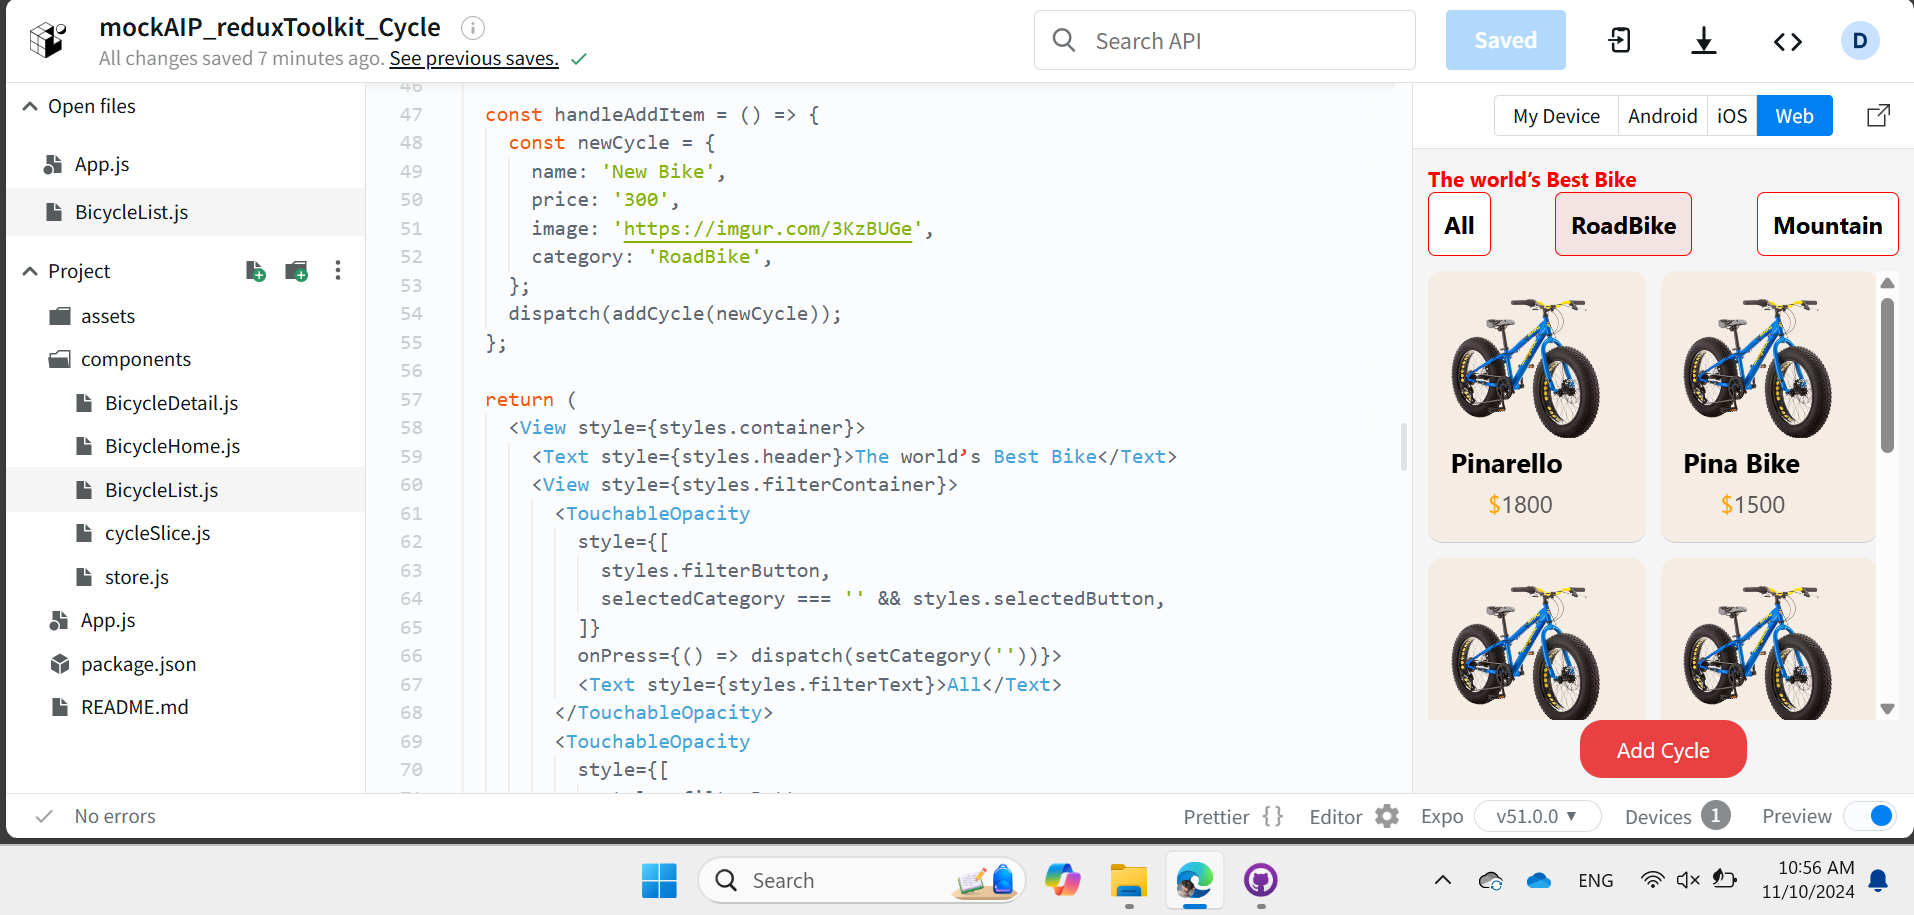 mockAIP_reduxToolkit_Cycle
All changes saved 7 minutes ago. See previous saves.
Search API
Saved
D
Open files
App.js
BicycleList.js
Project
assets
components
BicycleDetail.js
BicycleHome.js
BicycleList.js
cycleSlice.js
store.js
App.js
package.json
README.md
46
47 const handleAddItem = () => {
48 const newCycle = {
49 name: 'New Bike',
50 price: '300',
51 image: 'https://imgur.com/3KzBUGe',
52 category: 'RoadBike',
53 };
54 dispatch(addCycle(newCycle));
55 };
56
57 return (
58 <View style={styles.container}>
59 <Text style={styles.header}>The world’s Best Bike</Text>
60 <View style={styles.filterContainer}>
61 <TouchableOpacity
62 style={[
63 styles.filterButton,
64 selectedCategory === '' && styles.selectedButton,
65 ]}
66 onPress={() => dispatch(setCategory(''))}>
67 <Text style={styles.filterText}>All</Text>
68 </TouchableOpacity>
69 <TouchableOpacity
70 style={[
My Device Android iOS Web
The world’s Best Bike
All RoadBike Mountain
Pinarello
$1800
Pina Bike
$1500
Add Cycle
No errors
Prettier {} Editor Expo v51.0.0 Devices 1 Preview
Search
ENG
10:56 AM
11/10/2024